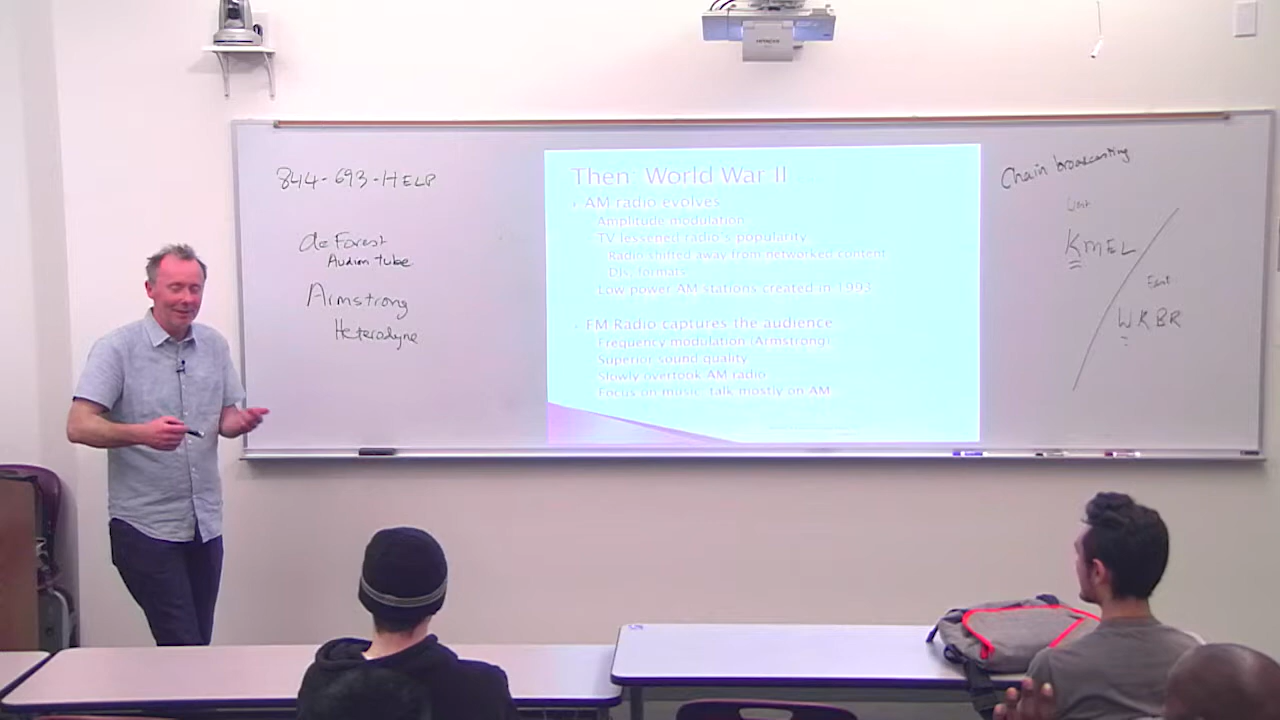 844-693-HELP
de Forest
Audion tube
Armstrong
Heterodyne
Then: World War II
AM radio evolves
Amplitude modulation
TV lessened radio's popularity
Radio shifted away from networked content
DJs, formats
Low power AM stations created in 1993
FM Radio captures the audience
Frequency modulation (Armstrong)
Superior sound quality
Slowly overtook AM radio
Focus on music, talk mostly on AM
Chain broadcasting
West
KMEL
East
WRBR
HITACHI